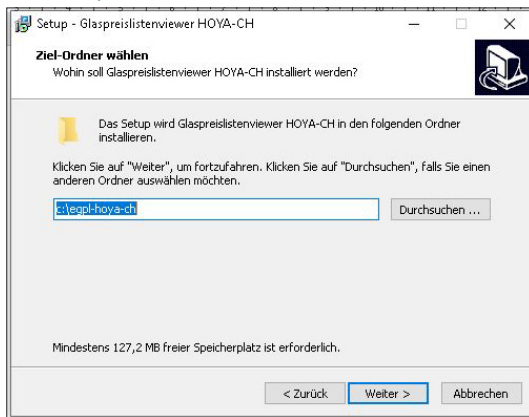 Setup - Glaspreislistenviewer HOYA-CH
Ziel-Ordner wählen
Wohin soll Glaspreislistenviewer HOYA-CH installiert werden?
Das Setup wird Glaspreislistenviewer HOYA-CH in den folgenden Ordner
installieren.
Klicken Sie auf "Weiter", um fortzufahren. Klicken Sie auf "Durchsuchen", falls Sie einen
anderen Ordner auswählen möchten.
c:\egpl-hoya-ch
Durchsuchen ...
Mindestens 127,2 MB freier Speicherplatz ist erforderlich.
< Zurück
Weiter >
Abbrechen